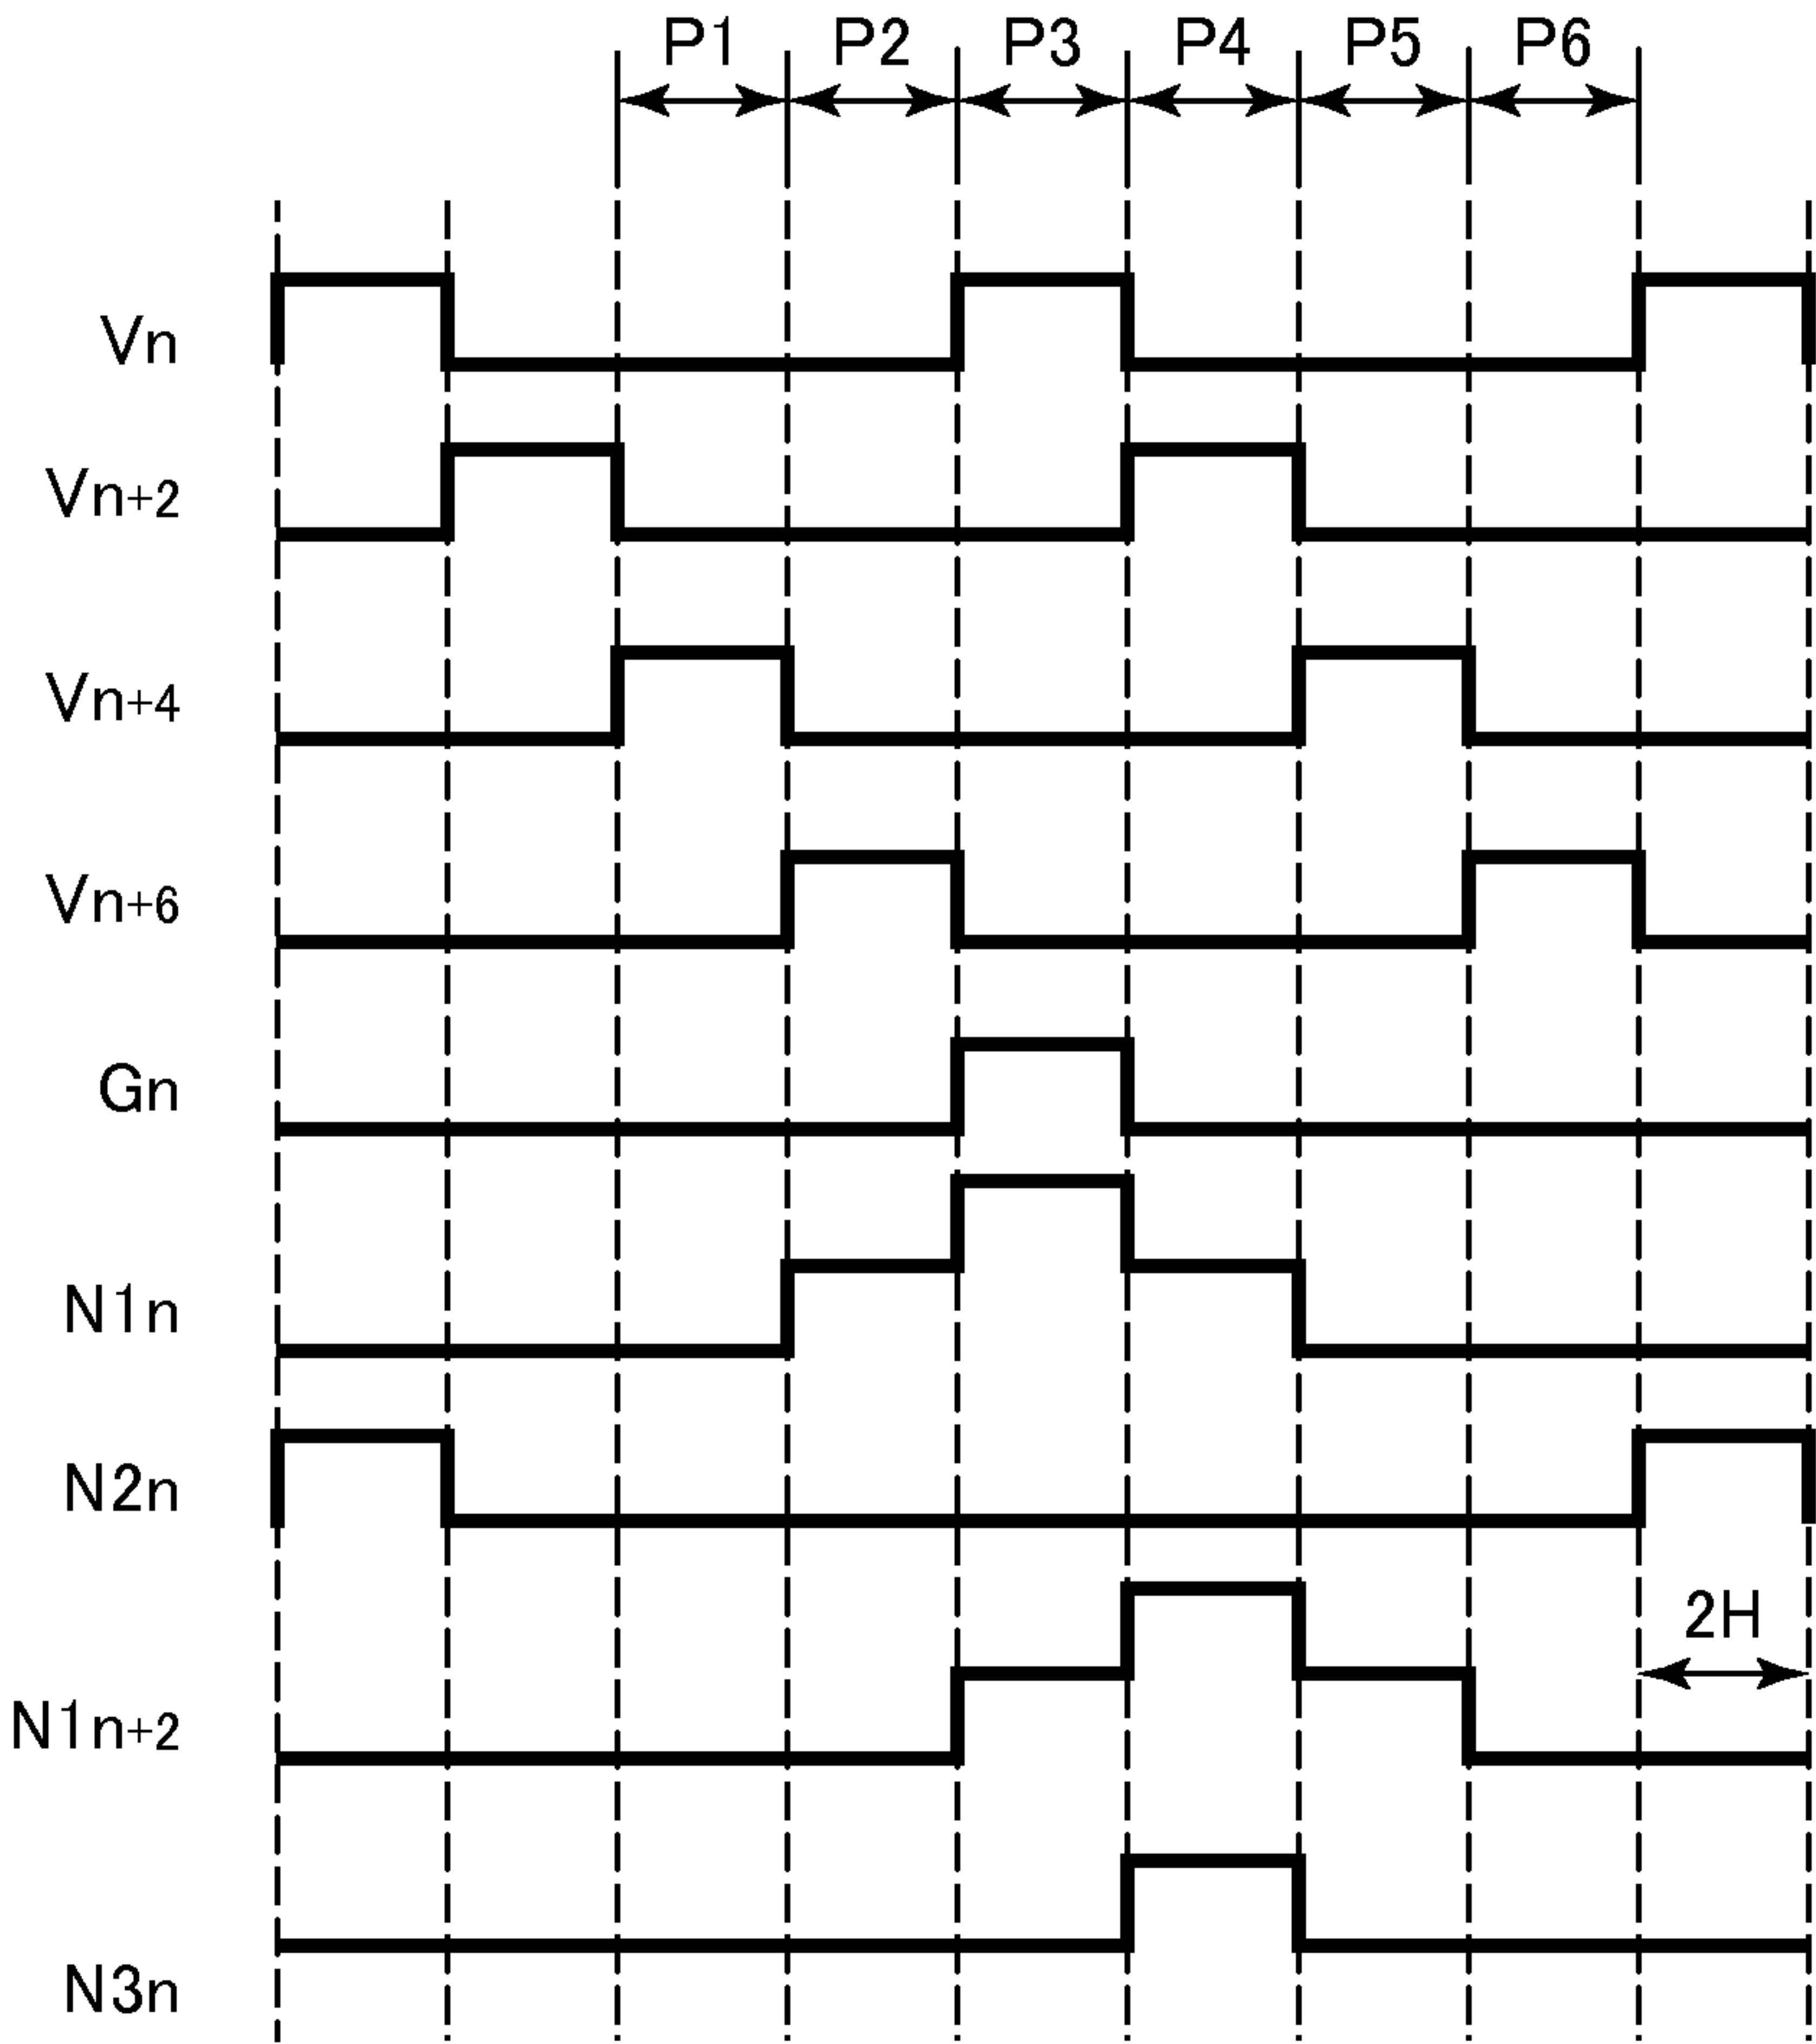 P1 P2 P3 P4 P5 P6
Vn
Vn+2
Vn+4
Vn+6
Gn
N1n
N2n
2H
N1n+2
N3n